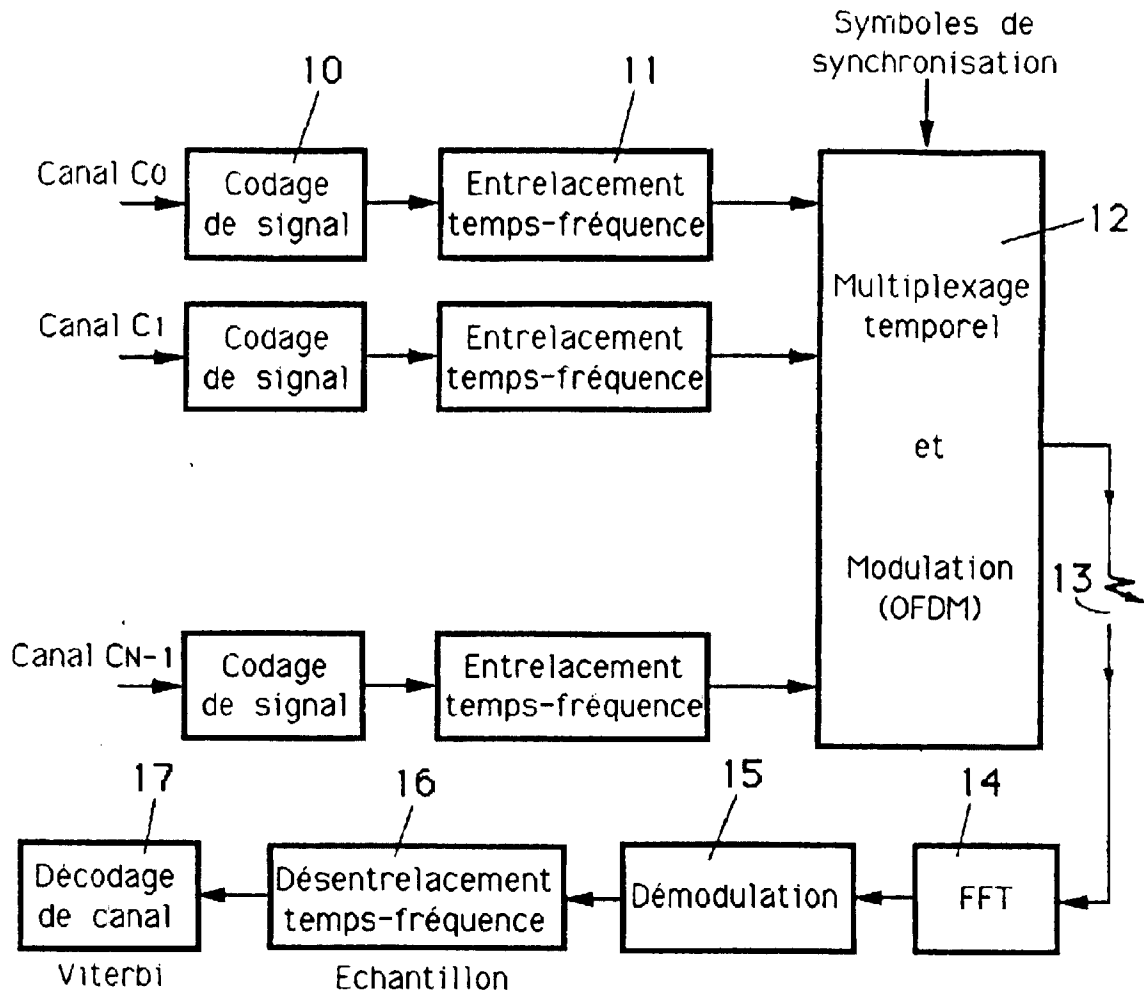 Symboles de
synchronisation
10
11
Canal C0
Codage
de signal
Entrelacement
temps-fréquence
12
Multiplexage
temporel
et
Modulation
(OFDM)
Canal C1
Codage
de signal
Entrelacement
temps-fréquence
13
Canal CN-1
Codage
de signal
Entrelacement
temps-fréquence
17
16
15
14
Décodage
de canal
Désentrelacement
temps-fréquence
Démodulation
FFT
Viterbi
Echantillon